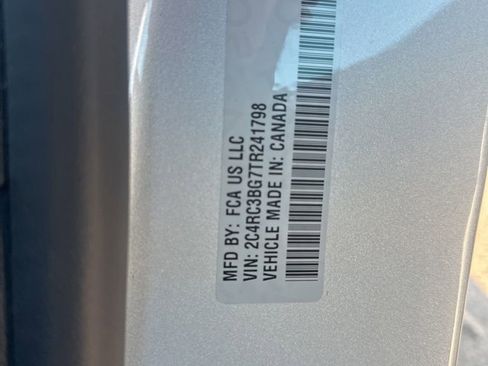 MFD BY: FCA US LLC
VIN: 2C4RC3BG7TR241798
VEHICLE MADE IN: CANADA